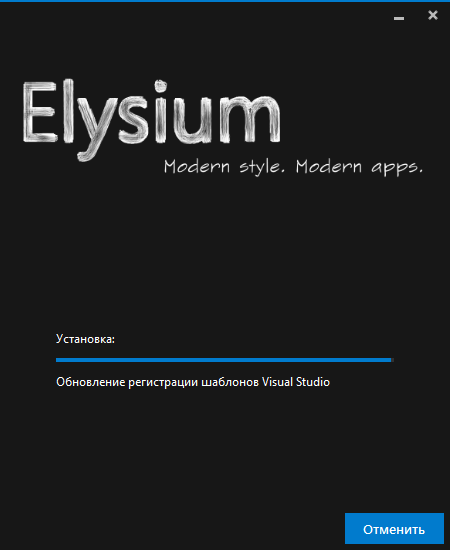 Elysium
Modern style. Modern apps.
Установка:
Обновление регистрации шаблонов Visual Studio
Отменить